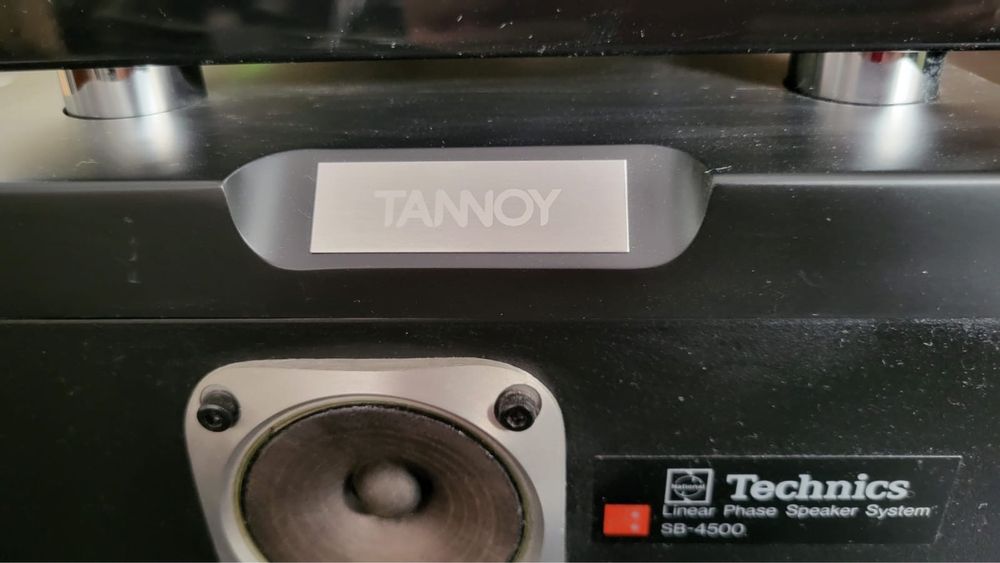 TANNOY
National
Technics
Linear Phase Speaker System
SB-4500